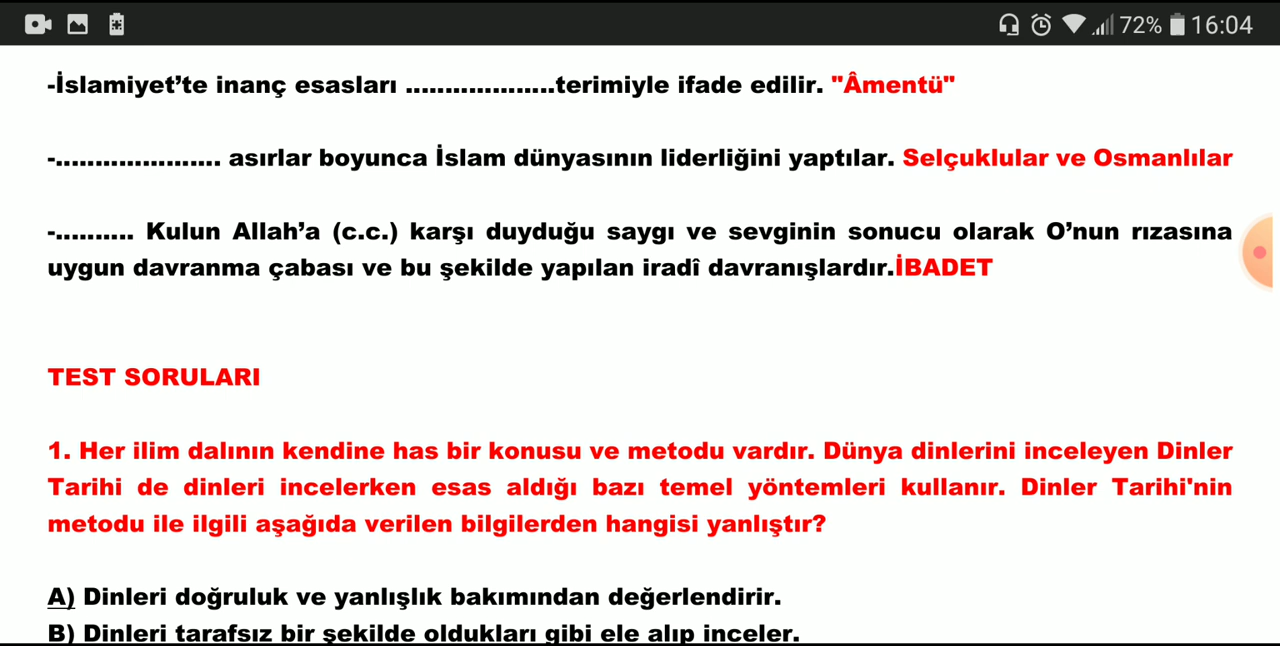 72% 16:04
-İslamiyet’te inanç esasları ...................terimiyle ifade edilir. "Âmentü"
-..................... asırlar boyunca İslam dünyasının liderliğini yaptılar. Selçuklular ve Osmanlılar
-.......... Kulun Allah’a (c.c.) karşı duyduğu saygı ve sevginin sonucu olarak O’nun rızasına
uygun davranma çabası ve bu şekilde yapılan iradî davranışlardır.İBADET
TEST SORULARI
1. Her ilim dalının kendine has bir konusu ve metodu vardır. Dünya dinlerini inceleyen Dinler
Tarihi de dinleri incelerken esas aldığı bazı temel yöntemleri kullanır. Dinler Tarihi'nin
metodu ile ilgili aşağıda verilen bilgilerden hangisi yanlıştır?
A) Dinleri doğruluk ve yanlışlık bakımından değerlendirir.
B) Dinleri tarafsız bir şekilde oldukları gibi ele alıp inceler.